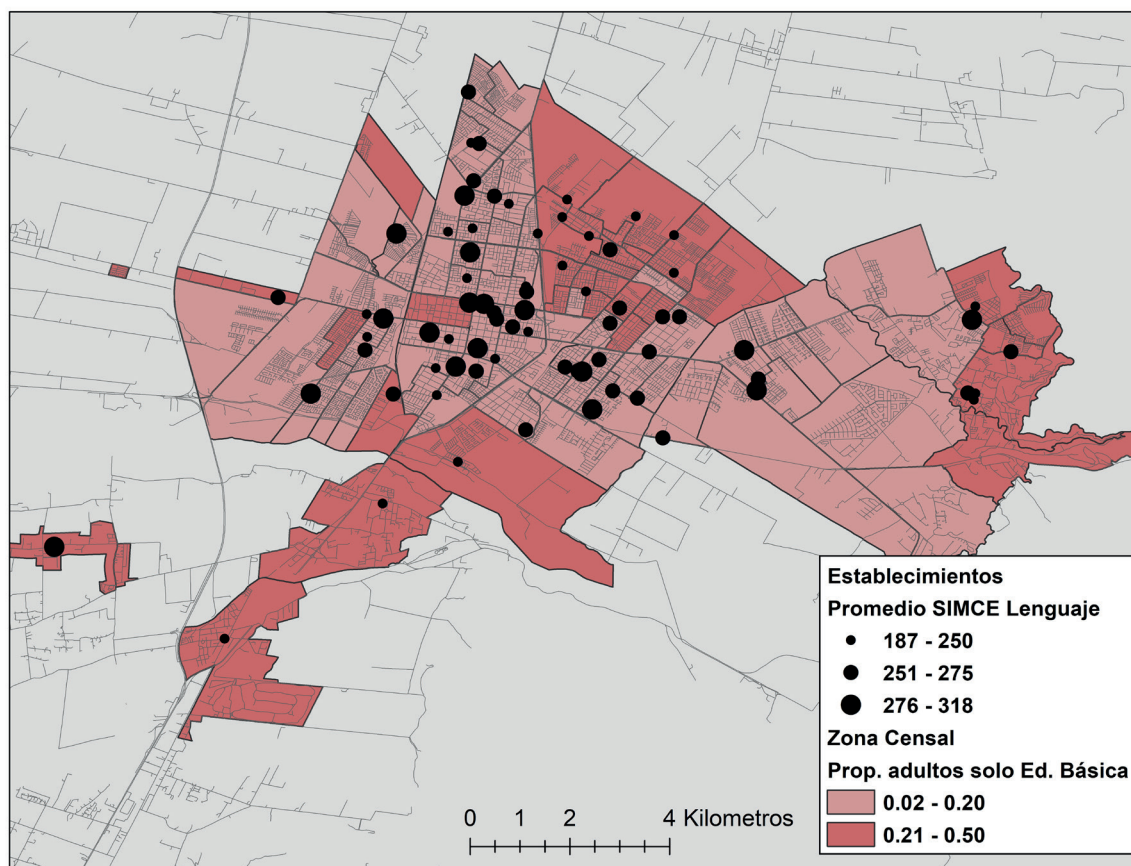 Establecimientos
Promedio SIMCE Lenguaje
187 - 250
251 - 275
276 - 318
Zona Censal
Prop. adultos solo Ed. Básica
0.02 - 0.20
0.21 - 0.50
0 1 2 4 Kilometros